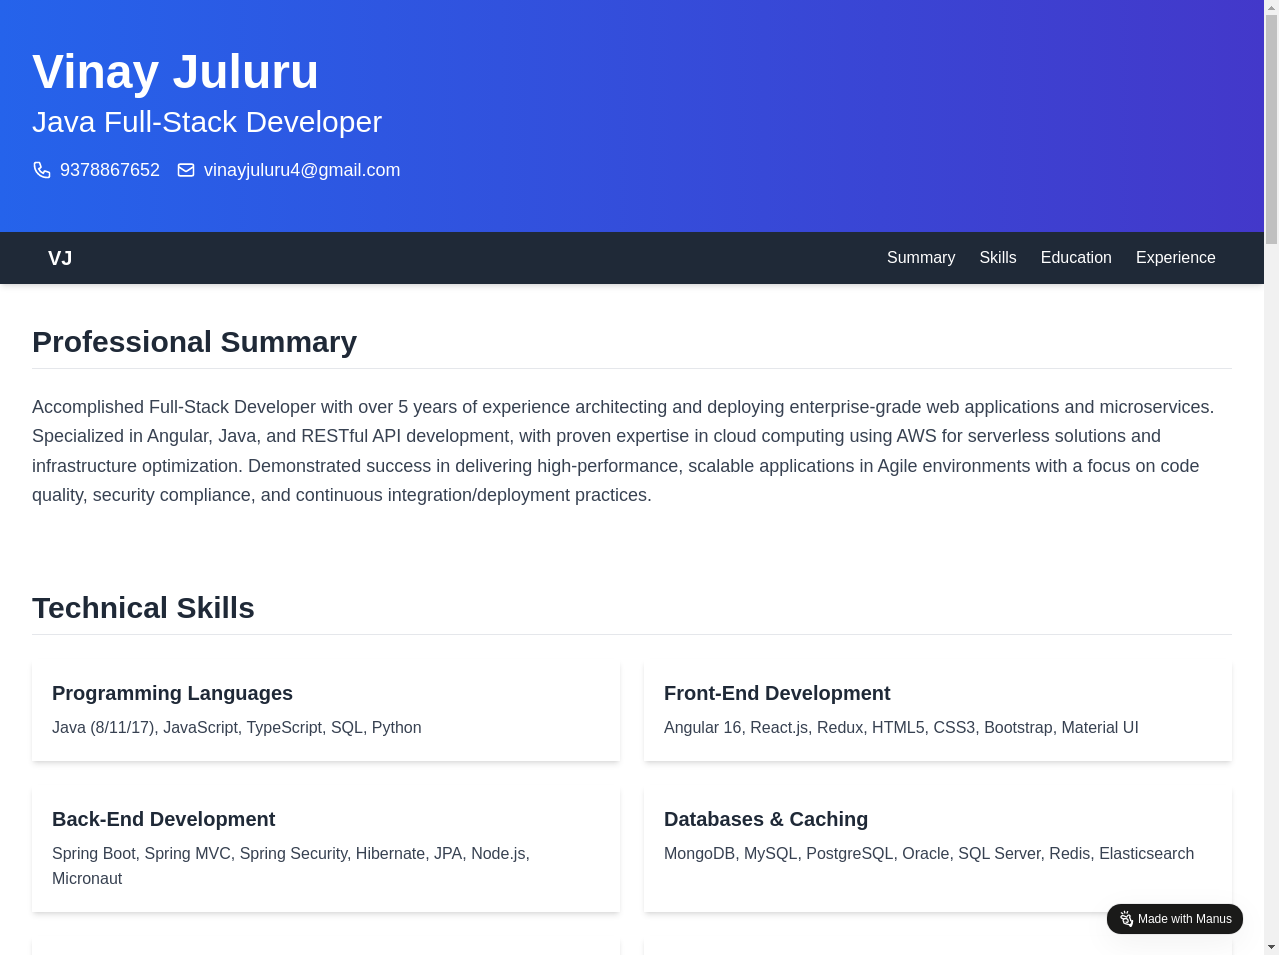 Vinay Juluru
Java Full-Stack Developer
9378867652 vinayjuluru4@gmail.com
VJ Summary Skills Education Experience
Professional Summary
Accomplished Full-Stack Developer with over 5 years of experience architecting and deploying enterprise-grade web applications and microservices.
Specialized in Angular, Java, and RESTful API development, with proven expertise in cloud computing using AWS for serverless solutions and
infrastructure optimization. Demonstrated success in delivering high-performance, scalable applications in Agile environments with a focus on code
quality, security compliance, and continuous integration/deployment practices.
Technical Skills
Programming Languages
Java (8/11/17), JavaScript, TypeScript, SQL, Python
Front-End Development
Angular 16, React.js, Redux, HTML5, CSS3, Bootstrap, Material UI
Back-End Development
Spring Boot, Spring MVC, Spring Security, Hibernate, JPA, Node.js,
Micronaut
Databases & Caching
MongoDB, MySQL, PostgreSQL, Oracle, SQL Server, Redis, Elasticsearch
Made with Manus